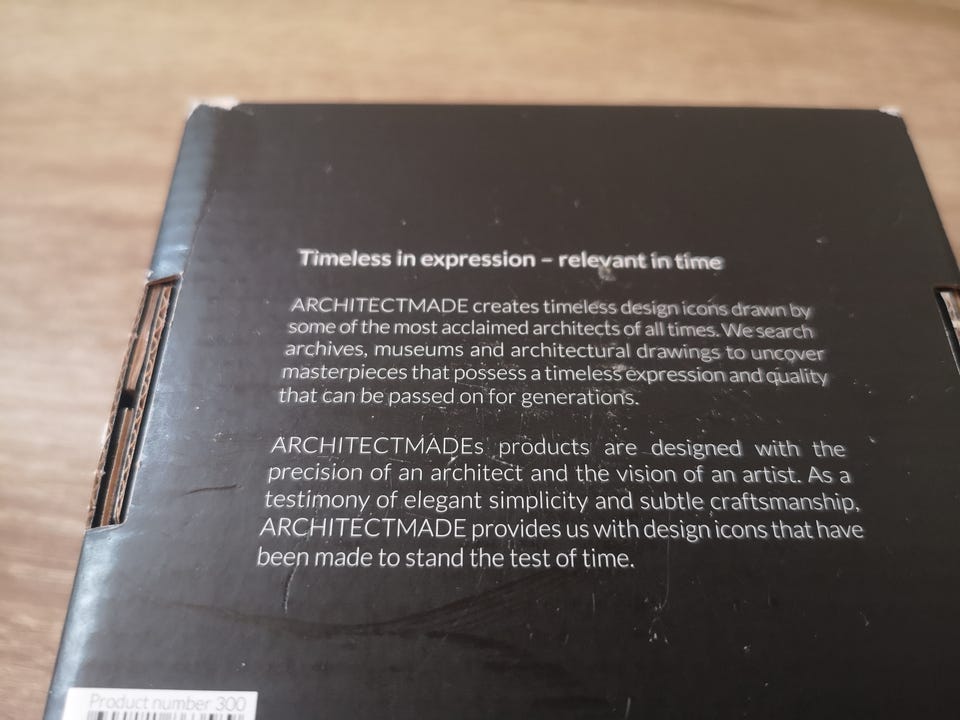 Timeless in expression – relevant in time
ARCHITECTMADE creates timeless design icons drawn by
some of the most acclaimed architects of all times. We search
archives, museums and architectural drawings to uncover
masterpieces that possess a timeless expression and quality
that can be passed on for generations.
ARCHITECTMADEs products are designed with the
precision of an architect and the vision of an artist. As a
testimony of elegant simplicity and subtle craftsmanship,
ARCHITECTMADE provides us with design icons that have
been made to stand the test of time.
Product number 300